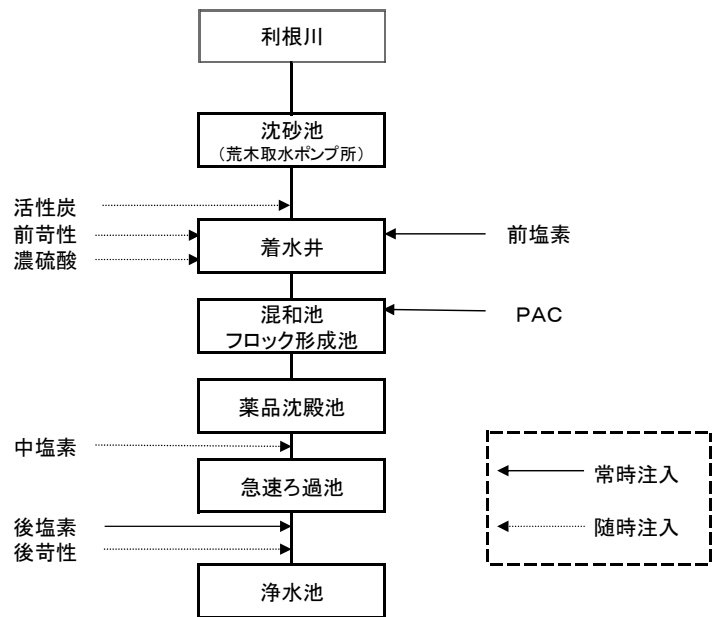 利根川
沈砂池
（荒木取水ポンプ所）
活性炭
前苛性
濃硫酸
着水井
前塩素
混和池
フロック形成池
ＰＡＣ
薬品沈殿池
中塩素
急速ろ過池
後塩素
後苛性
浄水池
常時注入
随時注入